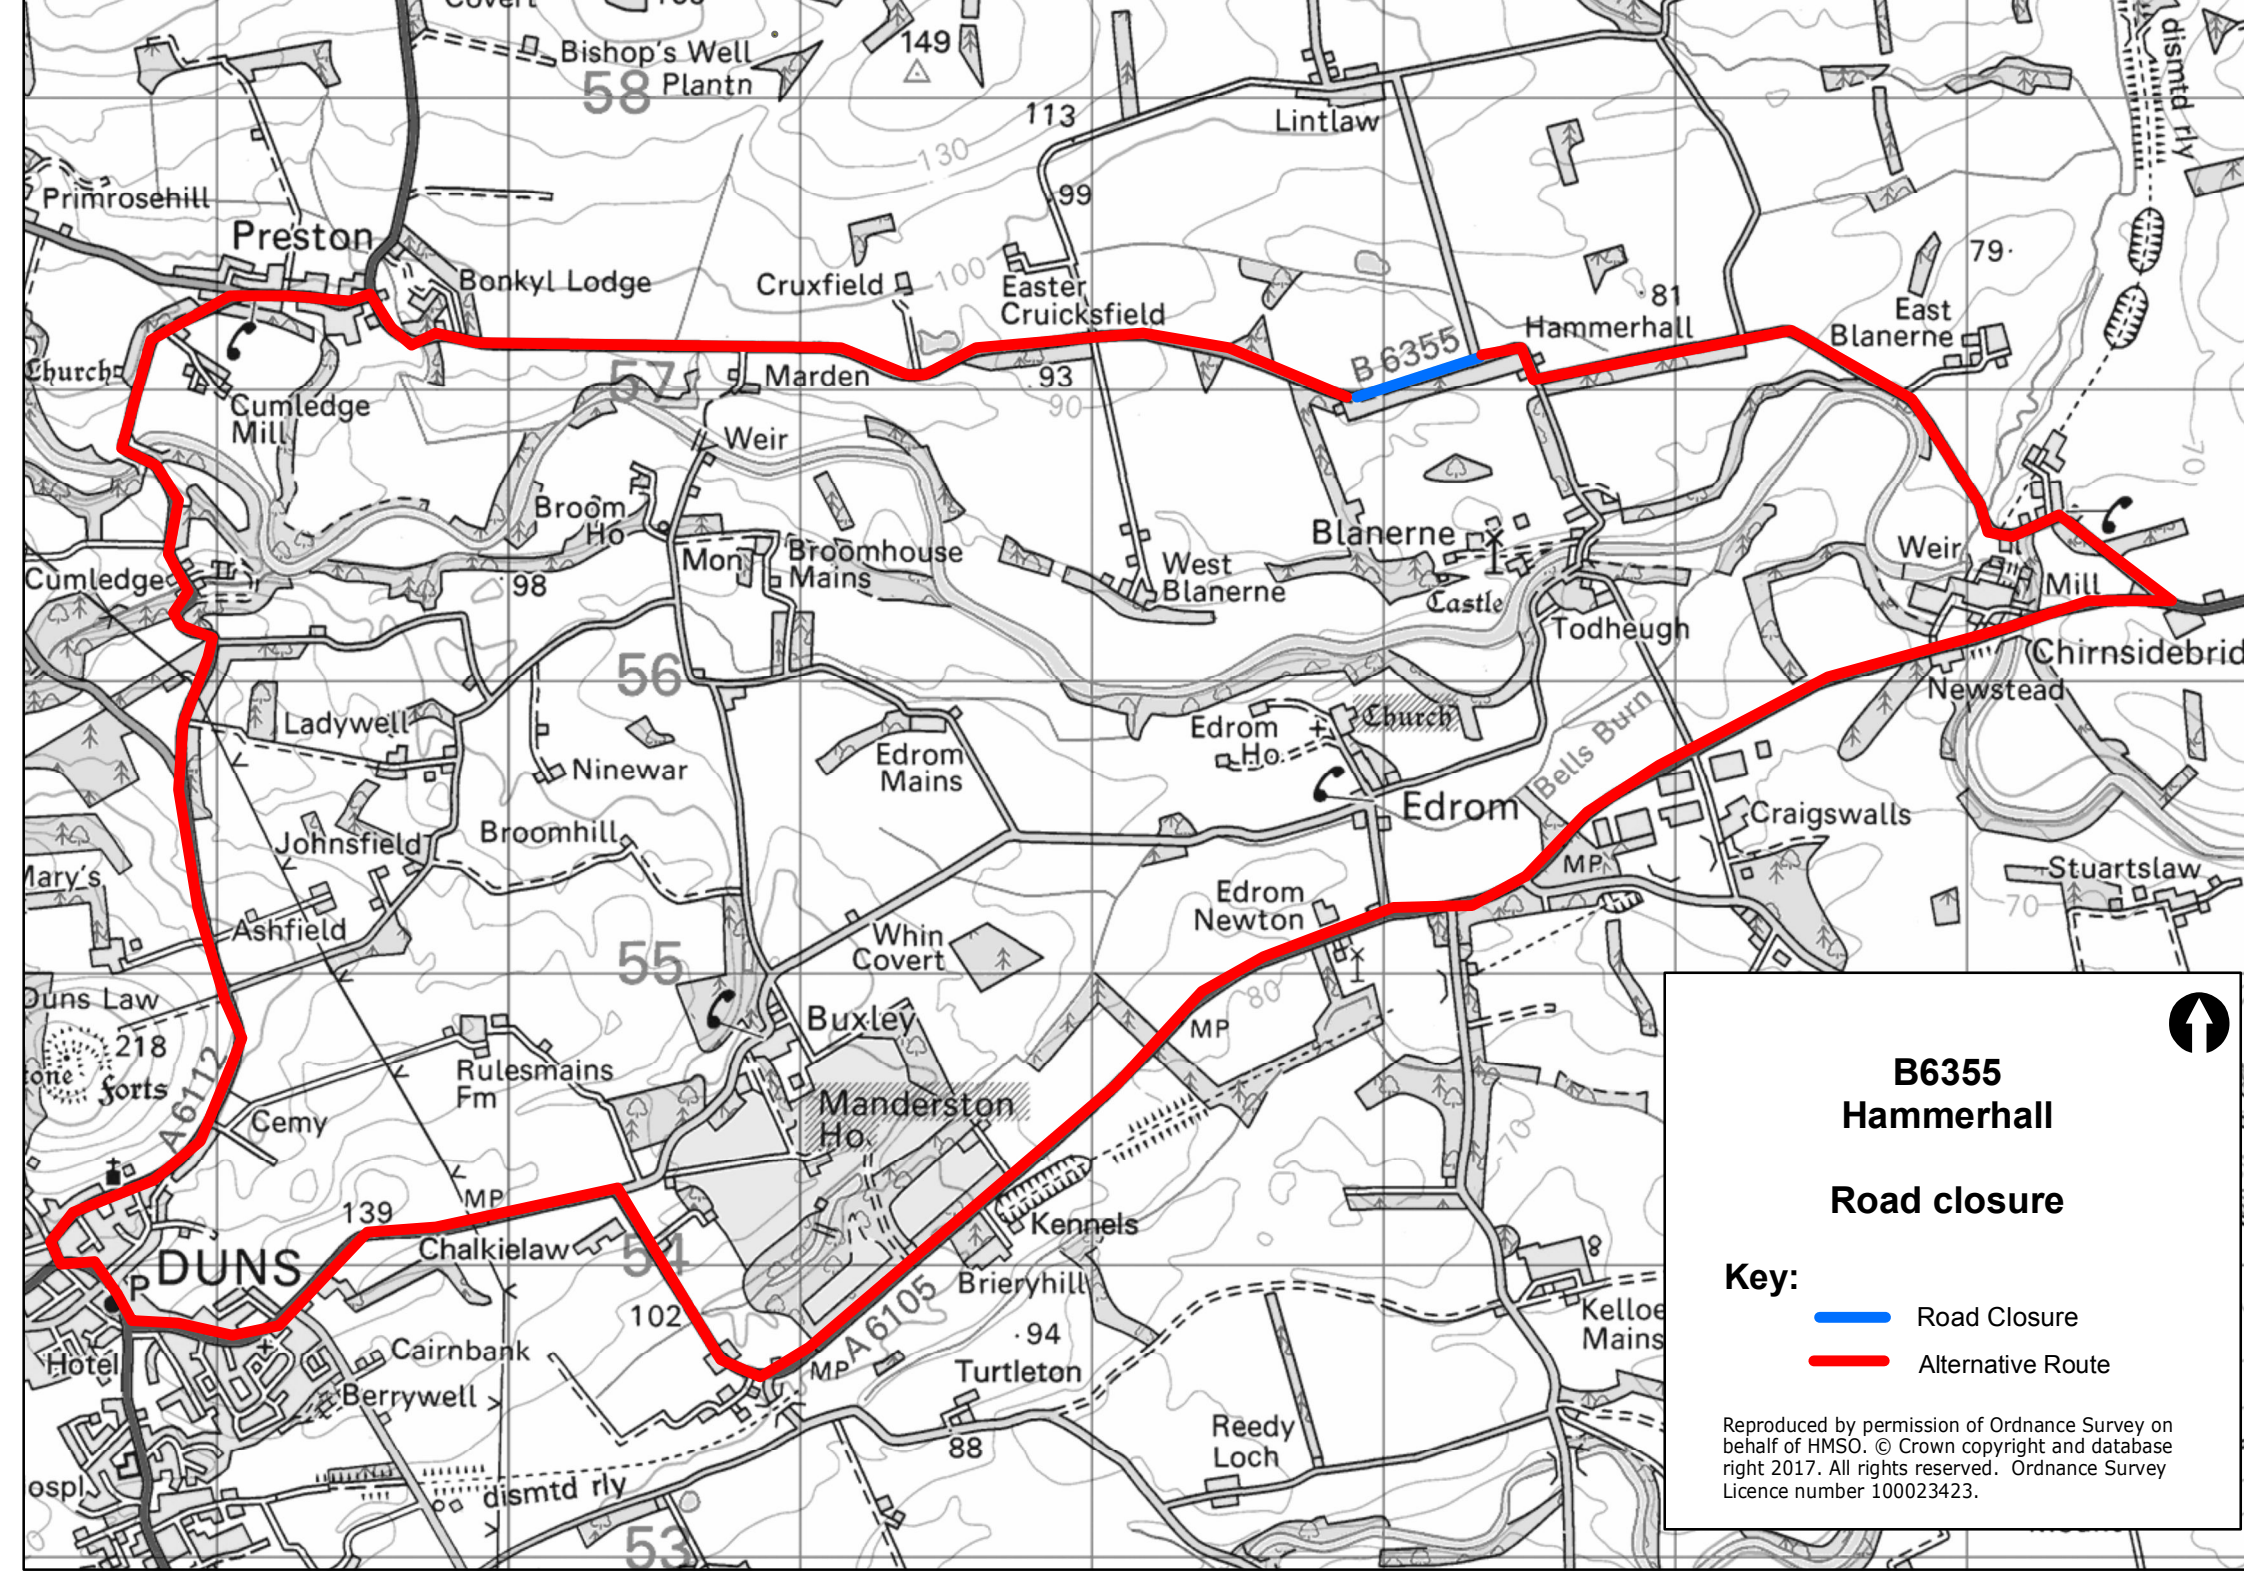 149
Bishop's Well
Plantn
58
113
Lintlaw
dismtd rly
130
99
Primrosehill
Preston
79
Bonkyl Lodge
Cruxfield
100
Easter
Cruicksfield
81
East
Blanerne
Hammerhall
B 6355
Church
57
Marden
93
90
Cumledge
Mill
Weir
70
Broom
Ho
Mon
Broomhouse
Mains
Blanerne
West
Blanerne
Weir
Mill
Cumledge
98
Castle
Todheugh
Chirnsidebrid
56
Newstead
Ladywell
Edrom
Ho
Church
Edrom
Mains
Bells Burn
Ninewar
Edrom
Craigswalls
Johnsfield
Broomhill
MP
Stuartslaw
Mary's
Edrom
Newton
70
Ashfield
Whin
Covert
55
Duns Law
80
218
Buxley
MP
forts
A 6112
Rulesmains
Fm
Cemy
Manderston
Ho
70
139
MP
Kennels
Chalkielaw
54
DUNS
P
Brieryhill
102
A 6105
94
MP
Kelloe
Mains
Hotel
Cairnbank
Turtleton
Berrywell
Reedy
Loch
88
ospl
dismtd rly
53
B6355
Hammerhall
Road closure
Key:
Road Closure
Alternative Route
Reproduced by permission of Ordnance Survey on
behalf of HMSO. © Crown copyright and database
right 2017. All rights reserved. Ordnance Survey
Licence number 100023423.